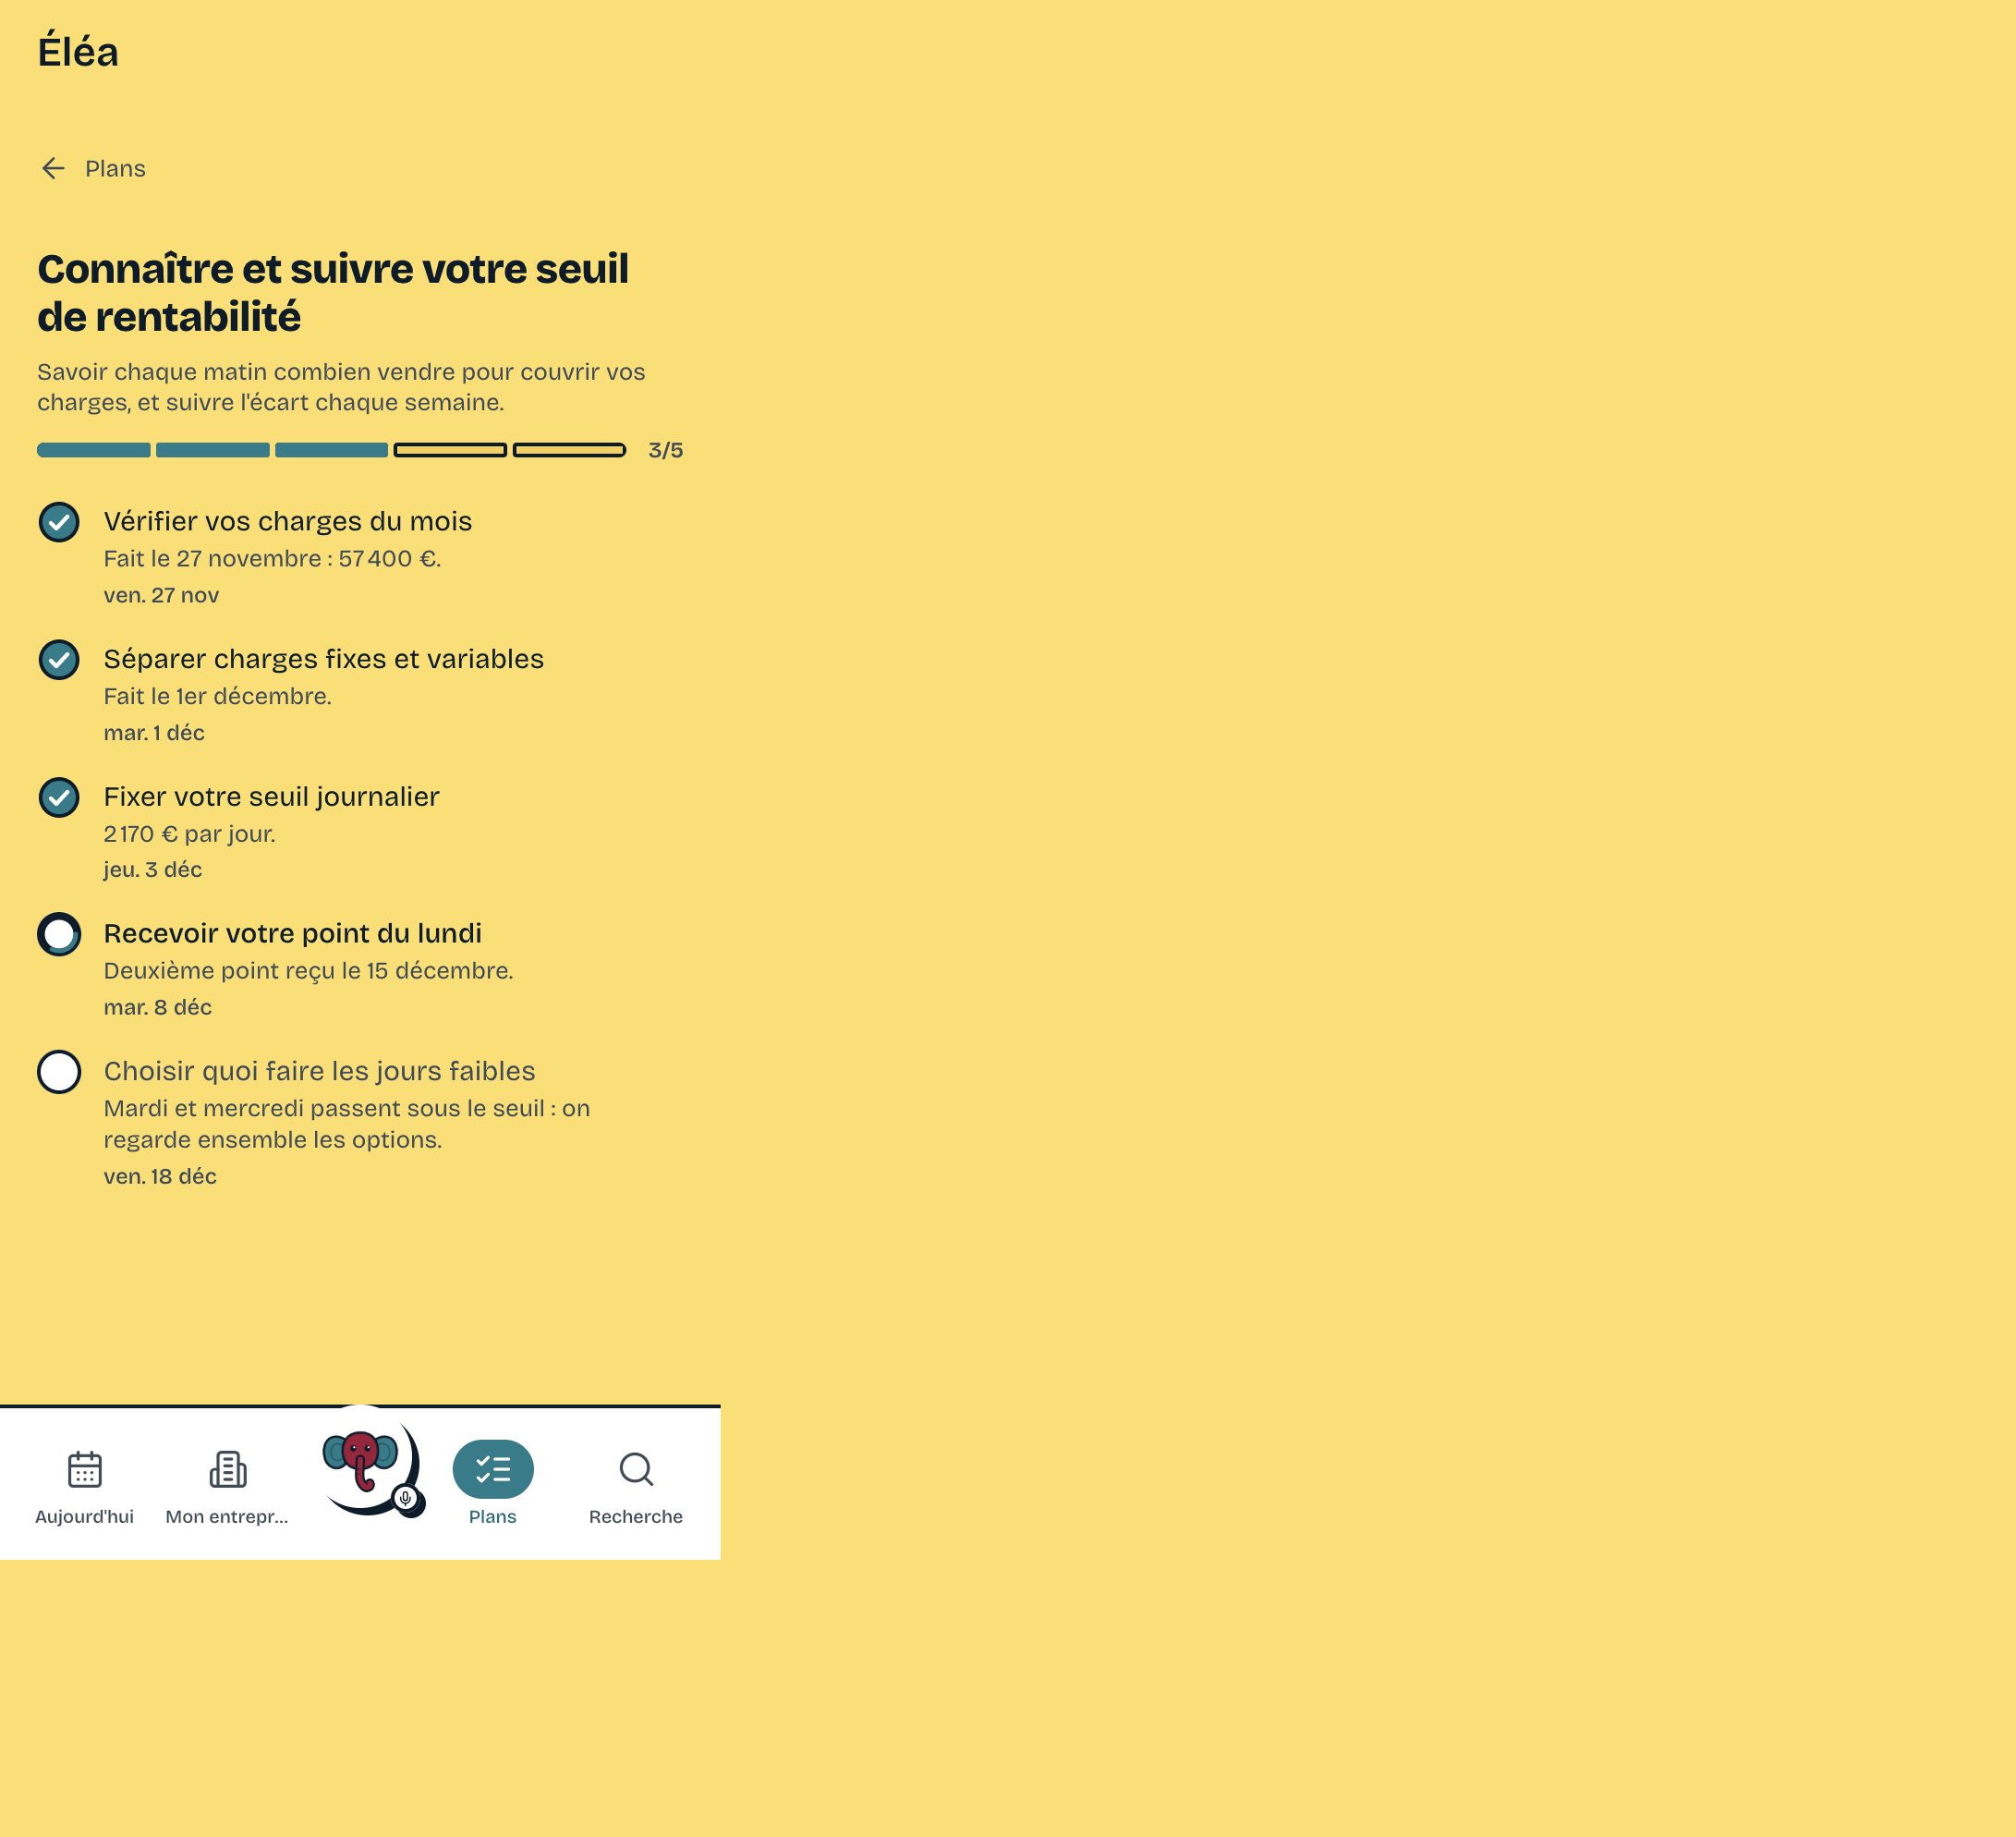 Éléa
Plans
Connaître et suivre votre seuil
de rentabilité
Savoir chaque matin combien vendre pour couvrir vos
charges, et suivre l'écart chaque semaine.
3/5
Vérifier vos charges du mois
Fait le 27 novembre : 57 400 €.
ven. 27 nov
Séparer charges fixes et variables
Fait le 1er décembre.
mar. 1 déc
Fixer votre seuil journalier
2 170 € par jour.
jeu. 3 déc
Recevoir votre point du lundi
Deuxième point reçu le 15 décembre.
mar. 8 déc
Choisir quoi faire les jours faibles
Mardi et mercredi passent sous le seuil : on
regarde ensemble les options.
ven. 18 déc
Aujourd'hui
Mon entrepr...
Plans
Recherche